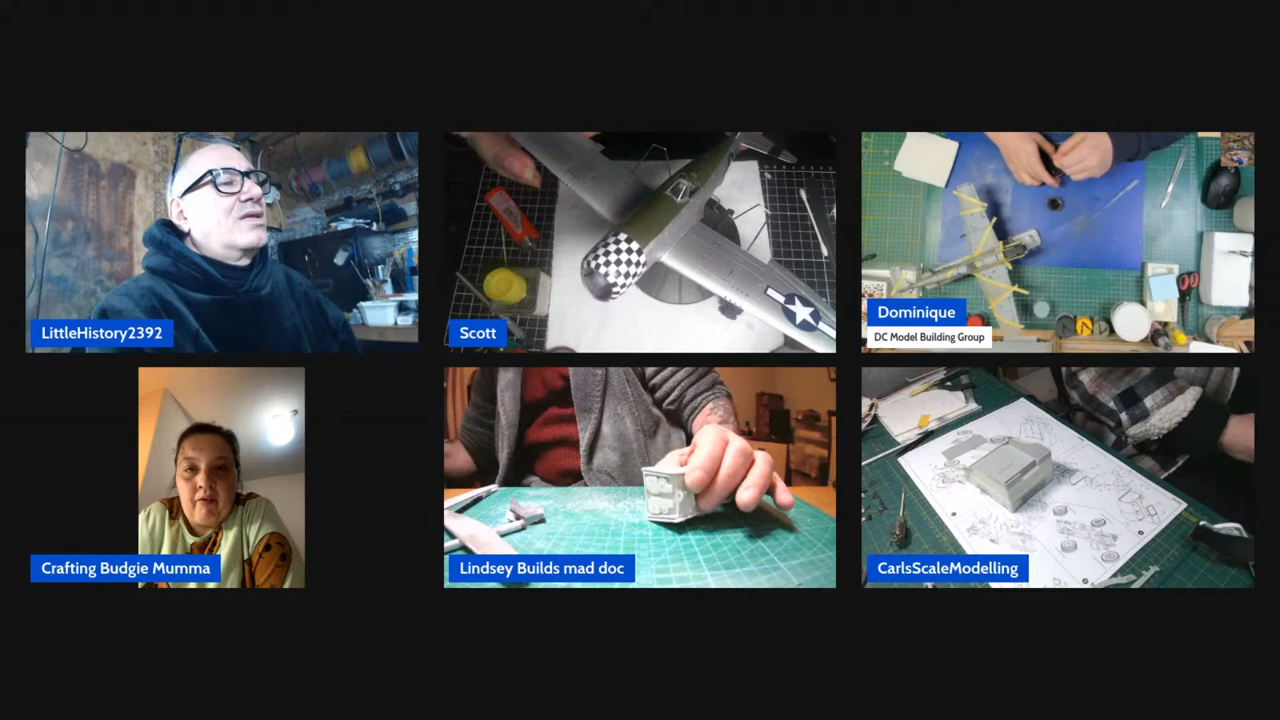 LittleHistory2392
Scott
Dominique
DC Model Building Group
Crafting Budgie Mumma
Lindsey Builds mad doc
CarlsScaleModelling